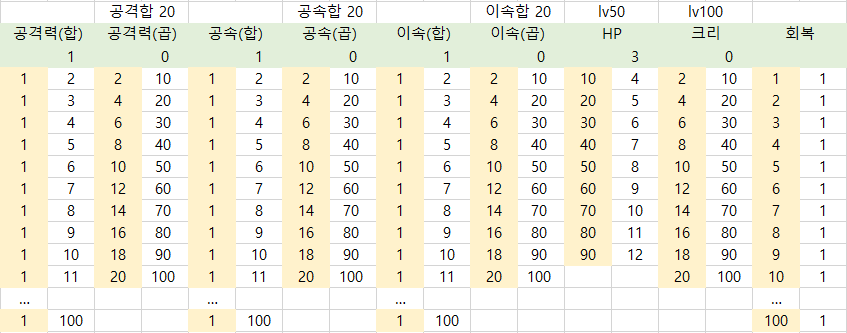 공격합 20 공속합 20 이속합 20 lv50 lv100
공격력(합) 공격력(곱) 공속(합) 공속(곱) 이속(합) 이속(곱) HP 크리 회복
1 0 1 0 1 0 3 0
1 2 2 10 1 2 2 10 1 2 2 10 10 4 2 10 1 1
1 3 4 20 1 3 4 20 1 3 4 20 20 5 4 20 2 1
1 4 6 30 1 4 6 30 1 4 6 30 30 6 6 30 3 1
1 5 8 40 1 5 8 40 1 5 8 40 40 7 8 40 4 1
1 6 10 50 1 6 10 50 1 6 10 50 50 8 10 50 5 1
1 7 12 60 1 7 12 60 1 7 12 60 60 9 12 60 6 1
1 8 14 70 1 8 14 70 1 8 14 70 70 10 14 70 7 1
1 9 16 80 1 9 16 80 1 9 16 80 80 11 16 80 8 1
1 10 18 90 1 10 18 90 1 10 18 90 90 12 18 90 9 1
1 11 20 100 1 11 20 100 1 11 20 100 20 100 10 1
... ... ... ...
1 100 1 100 1 100 100 1